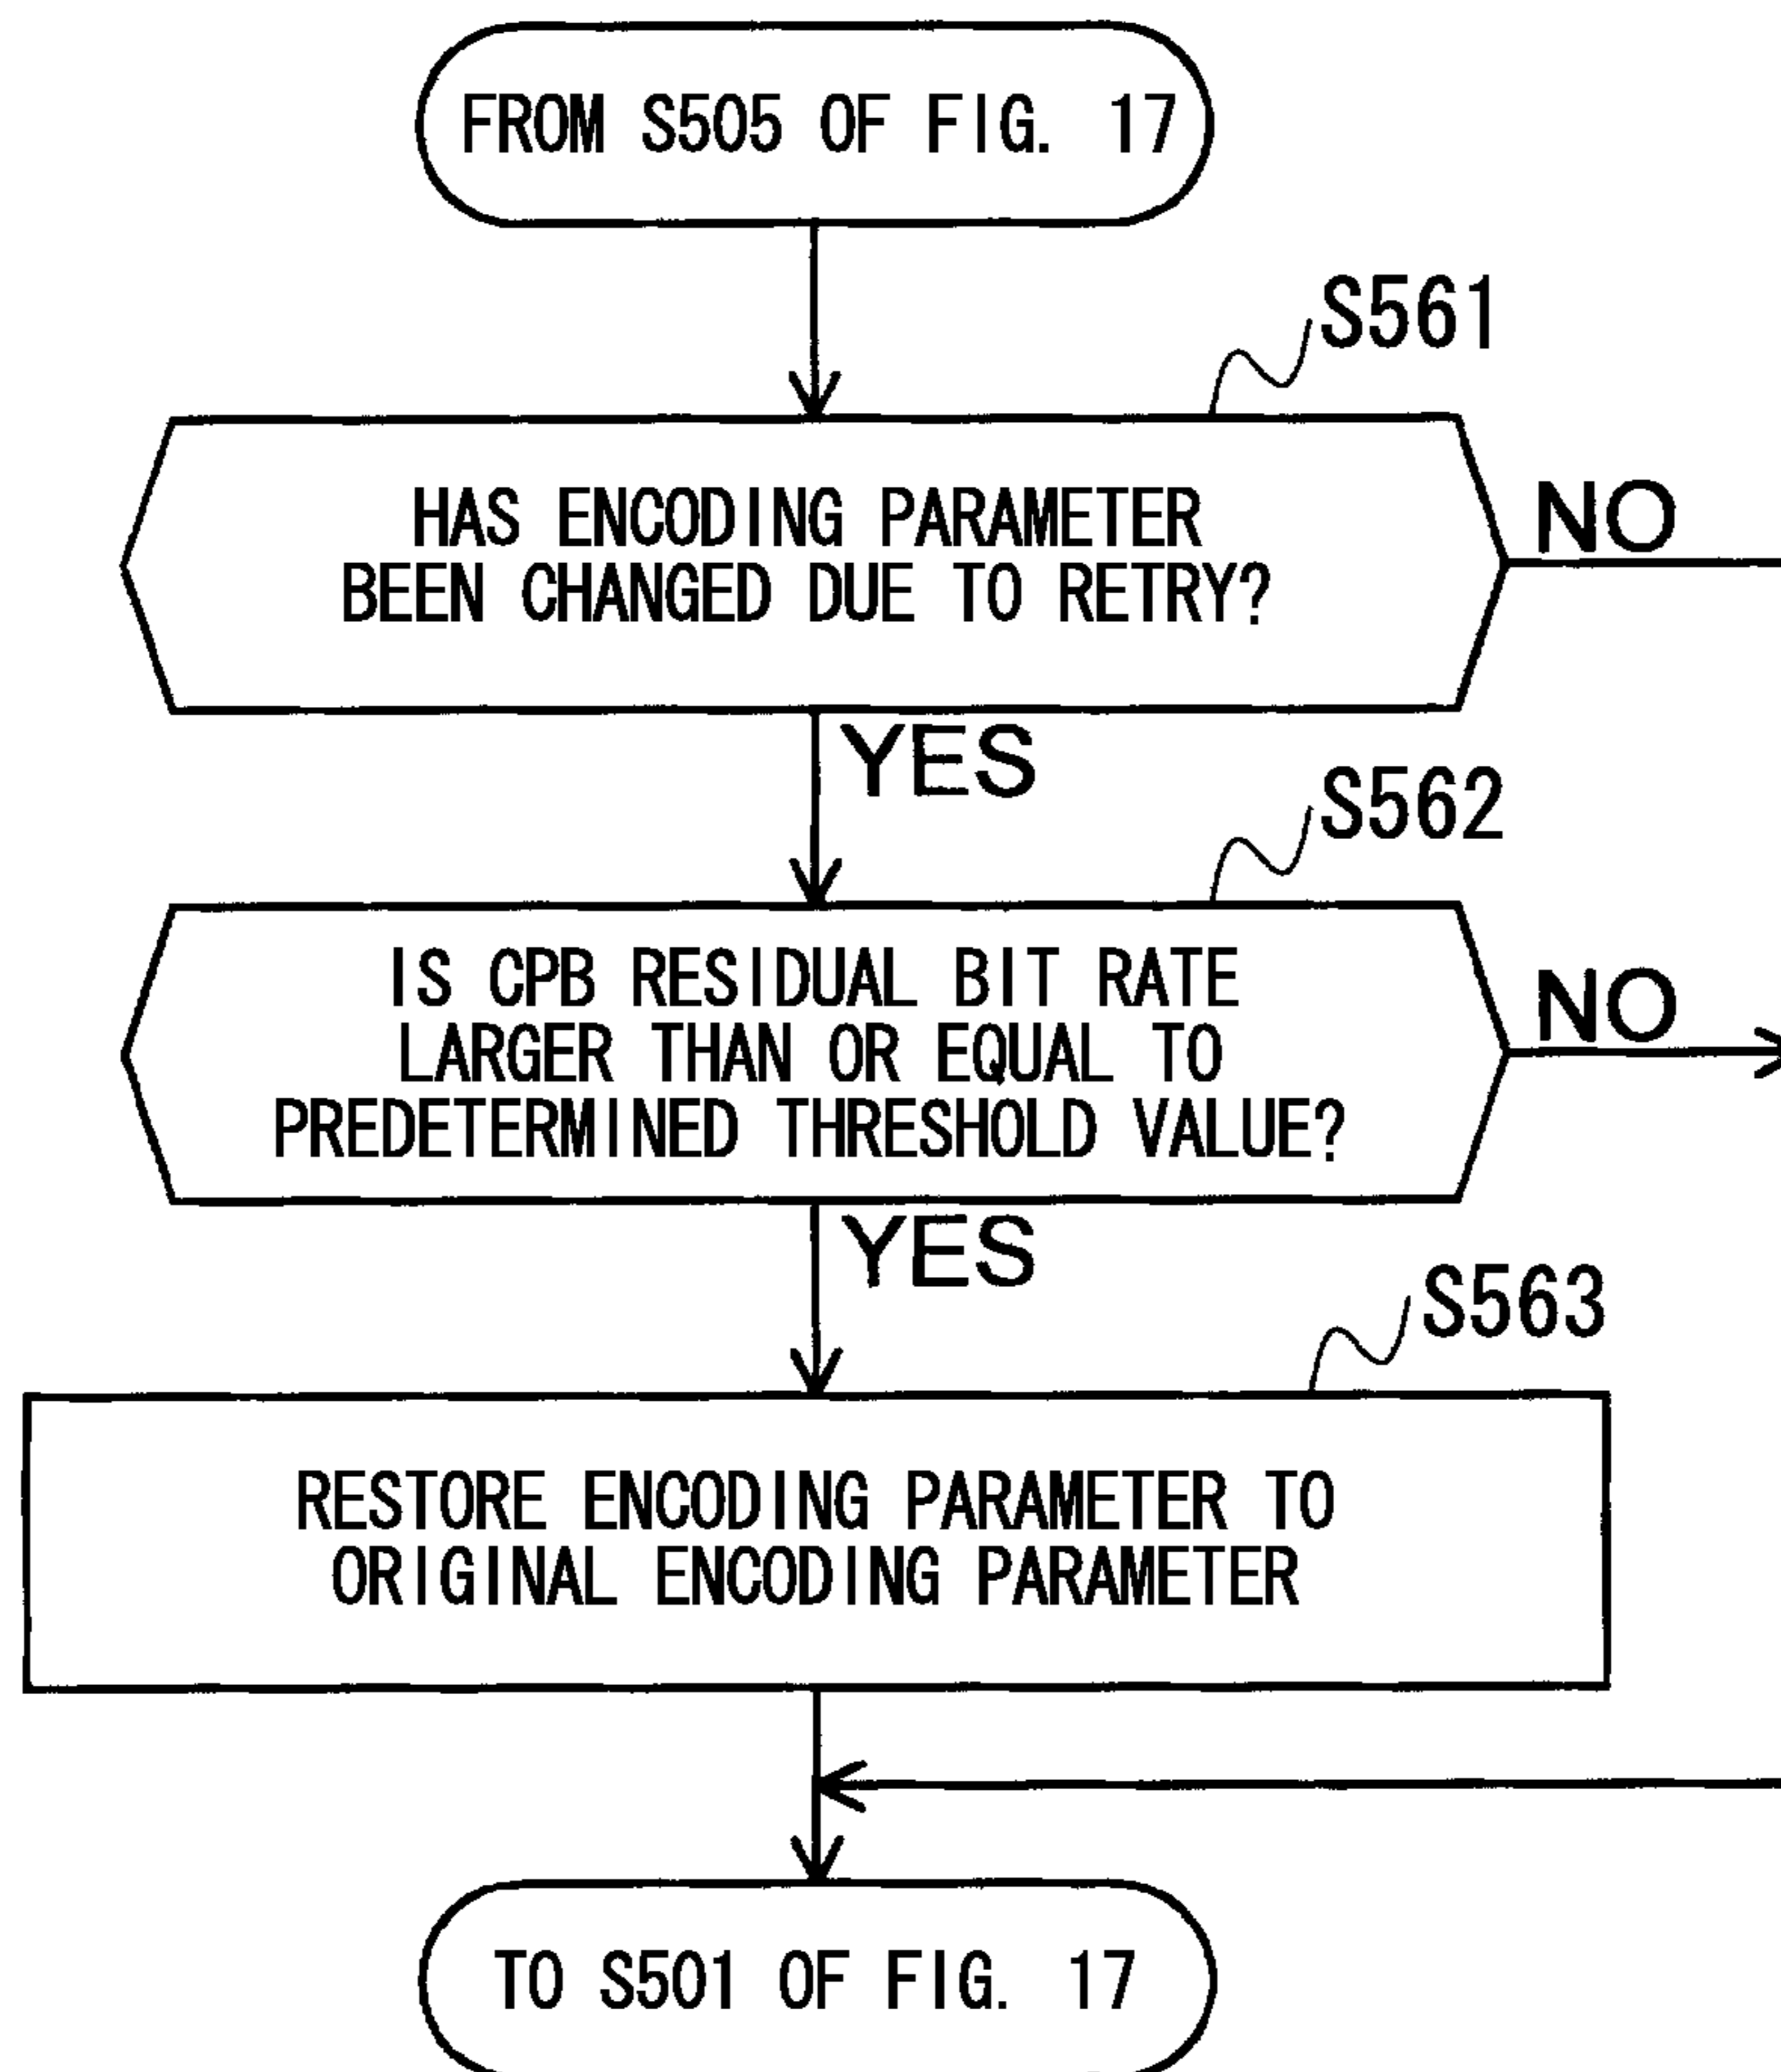 FROM S505 OF FIG. 17
S561
HAS ENCODING PARAMETER
BEEN CHANGED DUE TO RETRY?
NO
YES
S562
IS CPB RESIDUAL BIT RATE
LARGER THAN OR EQUAL TO
PREDETERMINED THRESHOLD VALUE?
NO
YES
S563
RESTORE ENCODING PARAMETER TO
ORIGINAL ENCODING PARAMETER
TO S501 OF FIG. 17